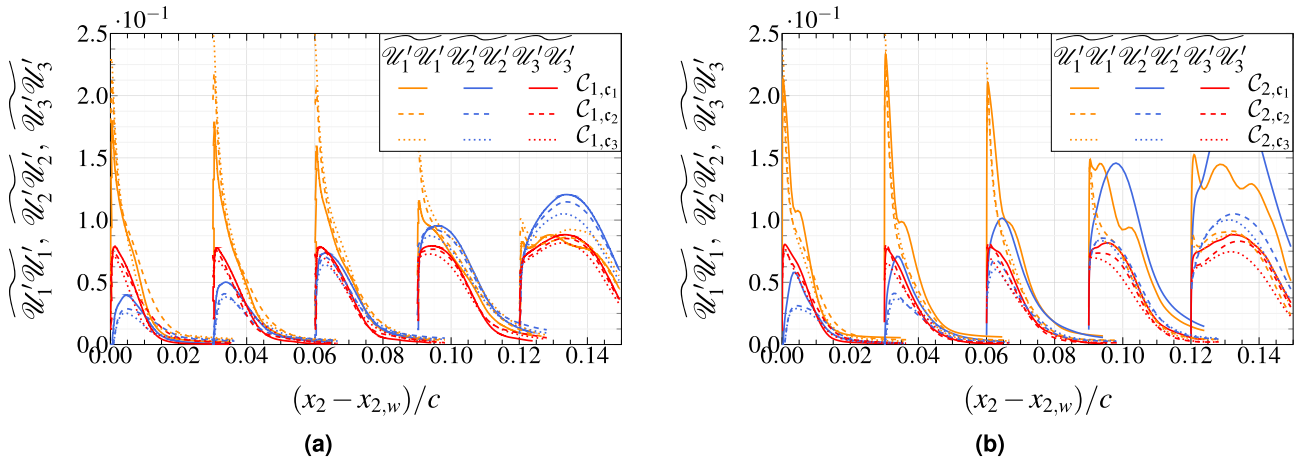 ·10⁻¹
2.5
2.0
1.5
1.0
0.5
0.0
0.00 0.02 0.04 0.06 0.08 0.10 0.12 0.14
𝒰′₁𝒰′₁, 𝒰′₂𝒰′₂, 𝒰′₃𝒰′₃
𝒰′₁𝒰′₁ 𝒰′₂𝒰′₂ 𝒰′₃𝒰′₃
𝒞₁,𝔠₁
𝒞₁,𝔠₂
𝒞₁,𝔠₃
(x₂ − x₂,w)/c
(a)
·10⁻¹
2.5
2.0
1.5
1.0
0.5
0.0
0.00 0.02 0.04 0.06 0.08 0.10 0.12 0.14
𝒰′₁𝒰′₁, 𝒰′₂𝒰′₂, 𝒰′₃𝒰′₃
𝒰′₁𝒰′₁ 𝒰′₂𝒰′₂ 𝒰′₃𝒰′₃
𝒞₂,𝔠₁
𝒞₂,𝔠₂
𝒞₂,𝔠₃
(x₂ − x₂,w)/c
(b)